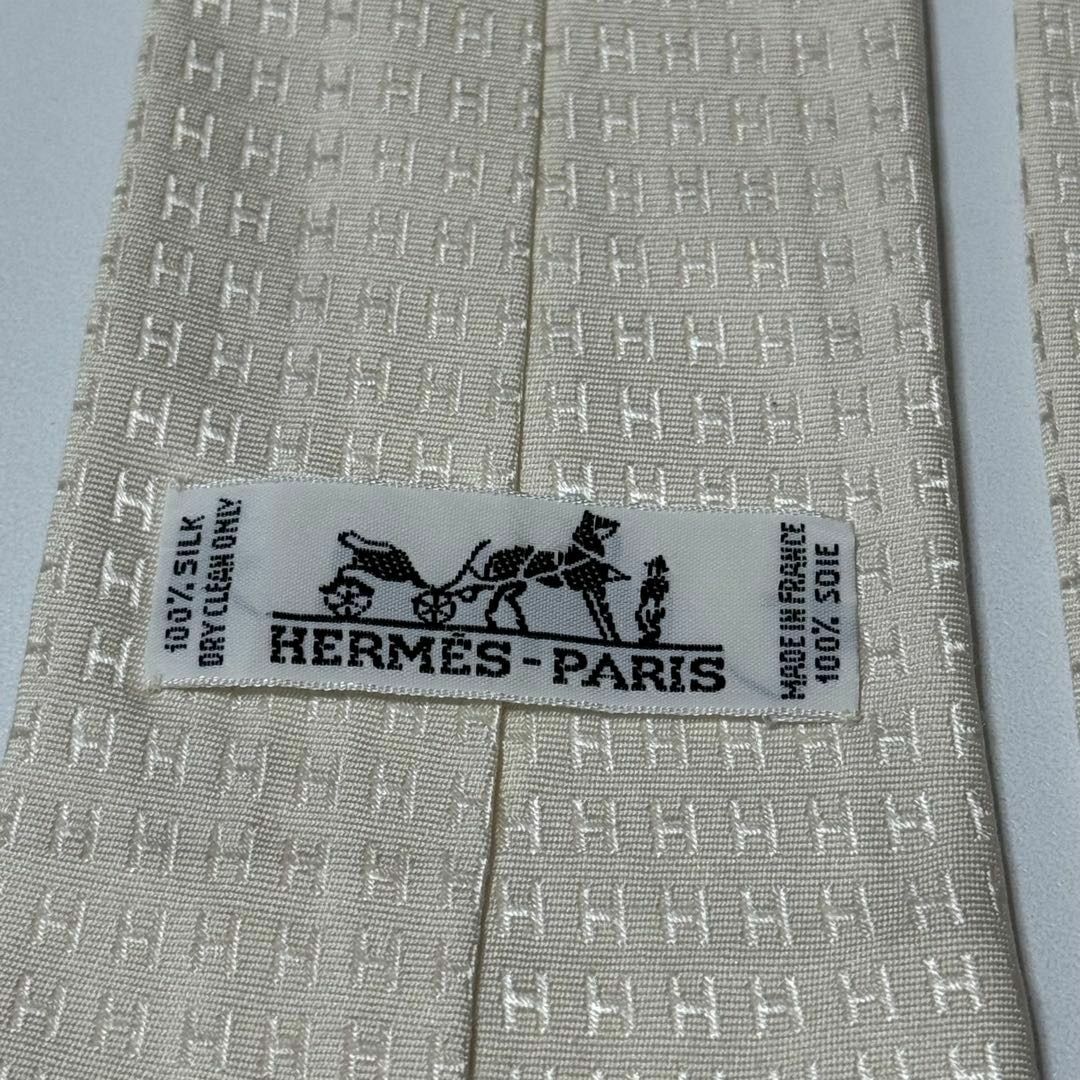 100% SILK
DRY CLEAN ONLY
HERMÈS-PARIS
MADE IN FRANCE
100% SOIE